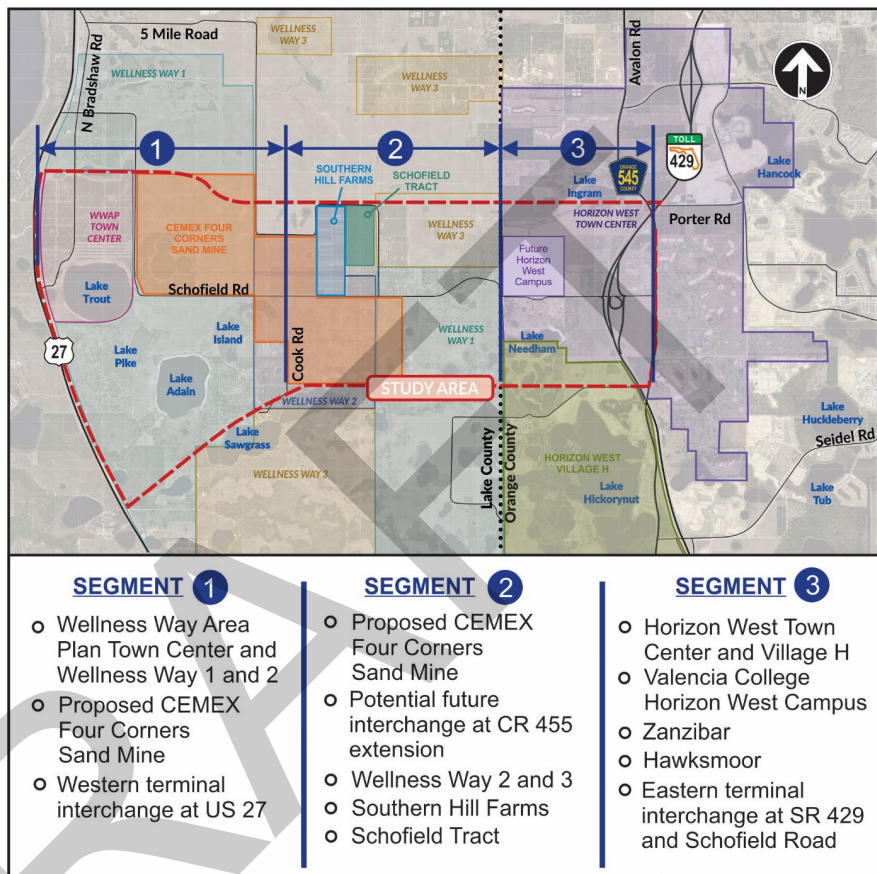 5 Mile Road
N Bradshaw Rd
WELLNESS WAY 1
WELLNESS
WAY 3
WELLNESS
WAY 3
Avalon Rd
N
1
2
3
TOLL
429
ORANGE
545
COUNTY
Lake
Hancock
Lake
Ingram
SOUTHERN
HILL FARMS
SCHOFIELD
TRACT
WWAP
TOWN
CENTER
CEMEX FOUR
CORNERS
SAND MINE
WELLNESS
WAY 3
HORIZON WEST
TOWN CENTER
Porter Rd
Future
Horizon
West
Campus
Lake
Trout
Schofield Rd
Lake
Island
Cook Rd
WELLNESS
WAY 1
Lake
Needham
27
Lake
Pike
Lake
Adain
STUDY AREA
WELLNESS WAY 2
Lake
Sawgrass
WELLNESS WAY 3
Lake County
Orange County
HORIZON WEST
VILLAGE H
Lake
Hickorynut
Lake
Huckleberry
Seidel Rd
Lake
Tub
SEGMENT 1
Wellness Way Area
Plan Town Center and
Wellness Way 1 and 2
Proposed CEMEX
Four Corners
Sand Mine
Western terminal
interchange at US 27
SEGMENT 2
Proposed CEMEX
Four Corners
Sand Mine
Potential future
interchange at CR 455
extension
Wellness Way 2 and 3
Southern Hill Farms
Schofield Tract
SEGMENT 3
Horizon West Town
Center and Village H
Valencia College
Horizon West Campus
Zanzibar
Hawksmoor
Eastern terminal
interchange at SR 429
and Schofield Road
DRAFT